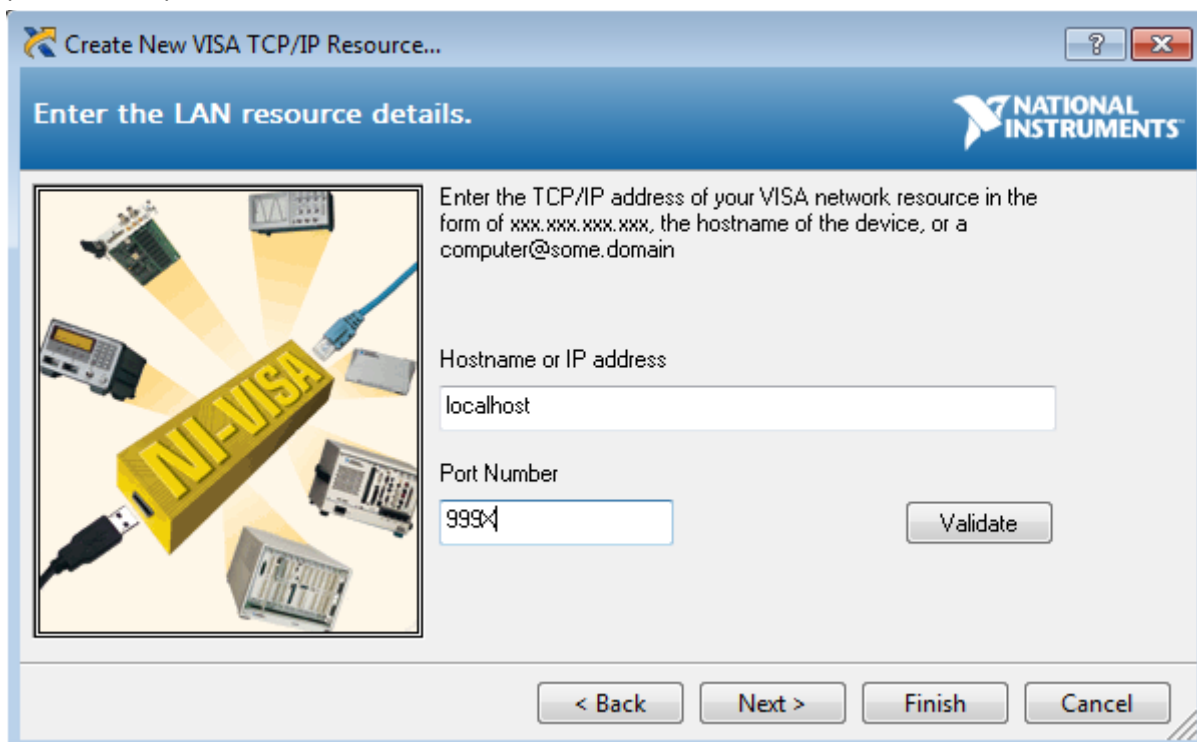 Create New VISA TCP/IP Resource...
Enter the LAN resource details.
NATIONAL
INSTRUMENTS™
Enter the TCP/IP address of your VISA network resource in the
form of xxx.xxx.xxx.xxx, the hostname of the device, or a
computer@some.domain
NI-VISA
Hostname or IP address
localhost
Port Number
999X
Validate
< Back
Next >
Finish
Cancel